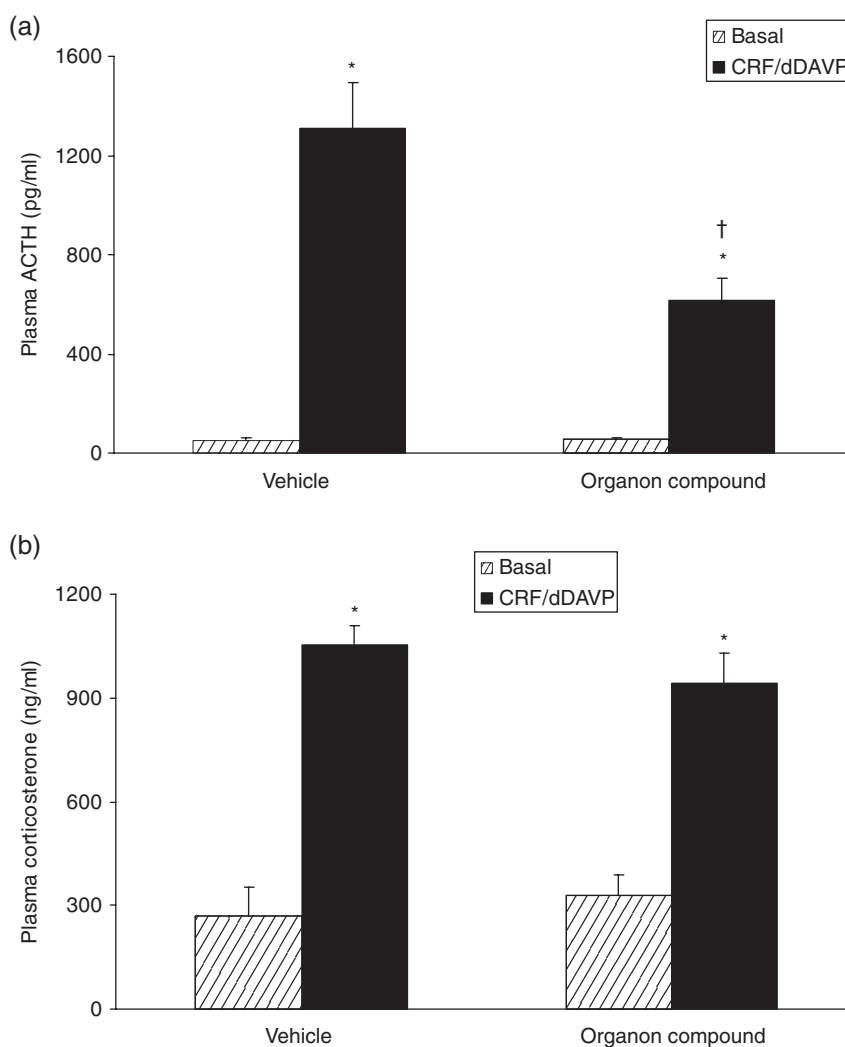 (a)
1600
1200
800
400
0
Plasma ACTH (pg/ml)
Basal
CRF/dDAVP
*
†
*
Vehicle
Organon compound
(b)
1200
900
600
300
0
Plasma corticosterone (ng/ml)
Basal
CRF/dDAVP
*
*
Vehicle
Organon compound